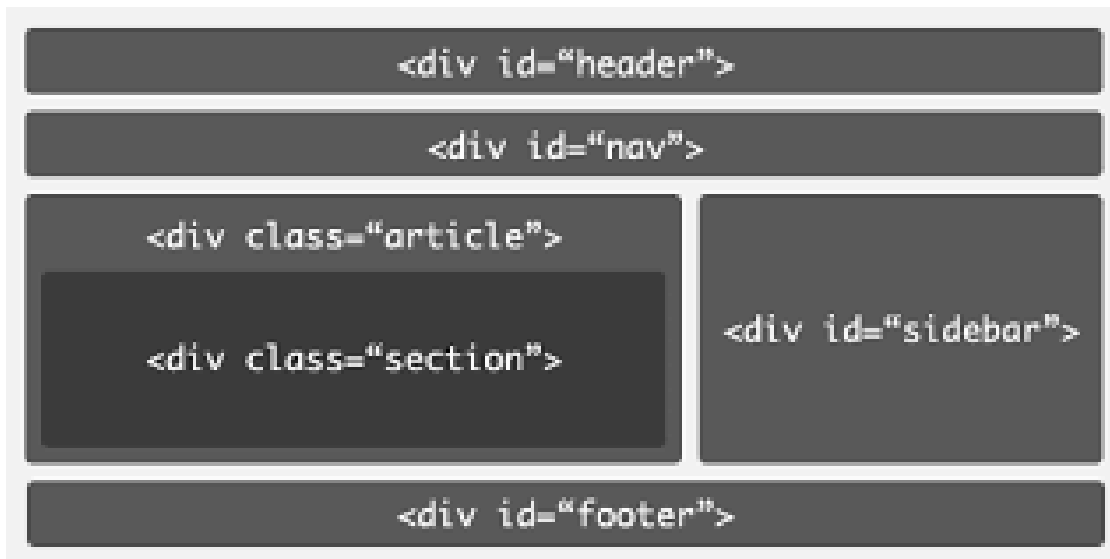 <div id=“header”>
<div id=“nav”>
<div class=“article”>
<div class=“section”>
<div id=“sidebar”>
<div id=“footer”>